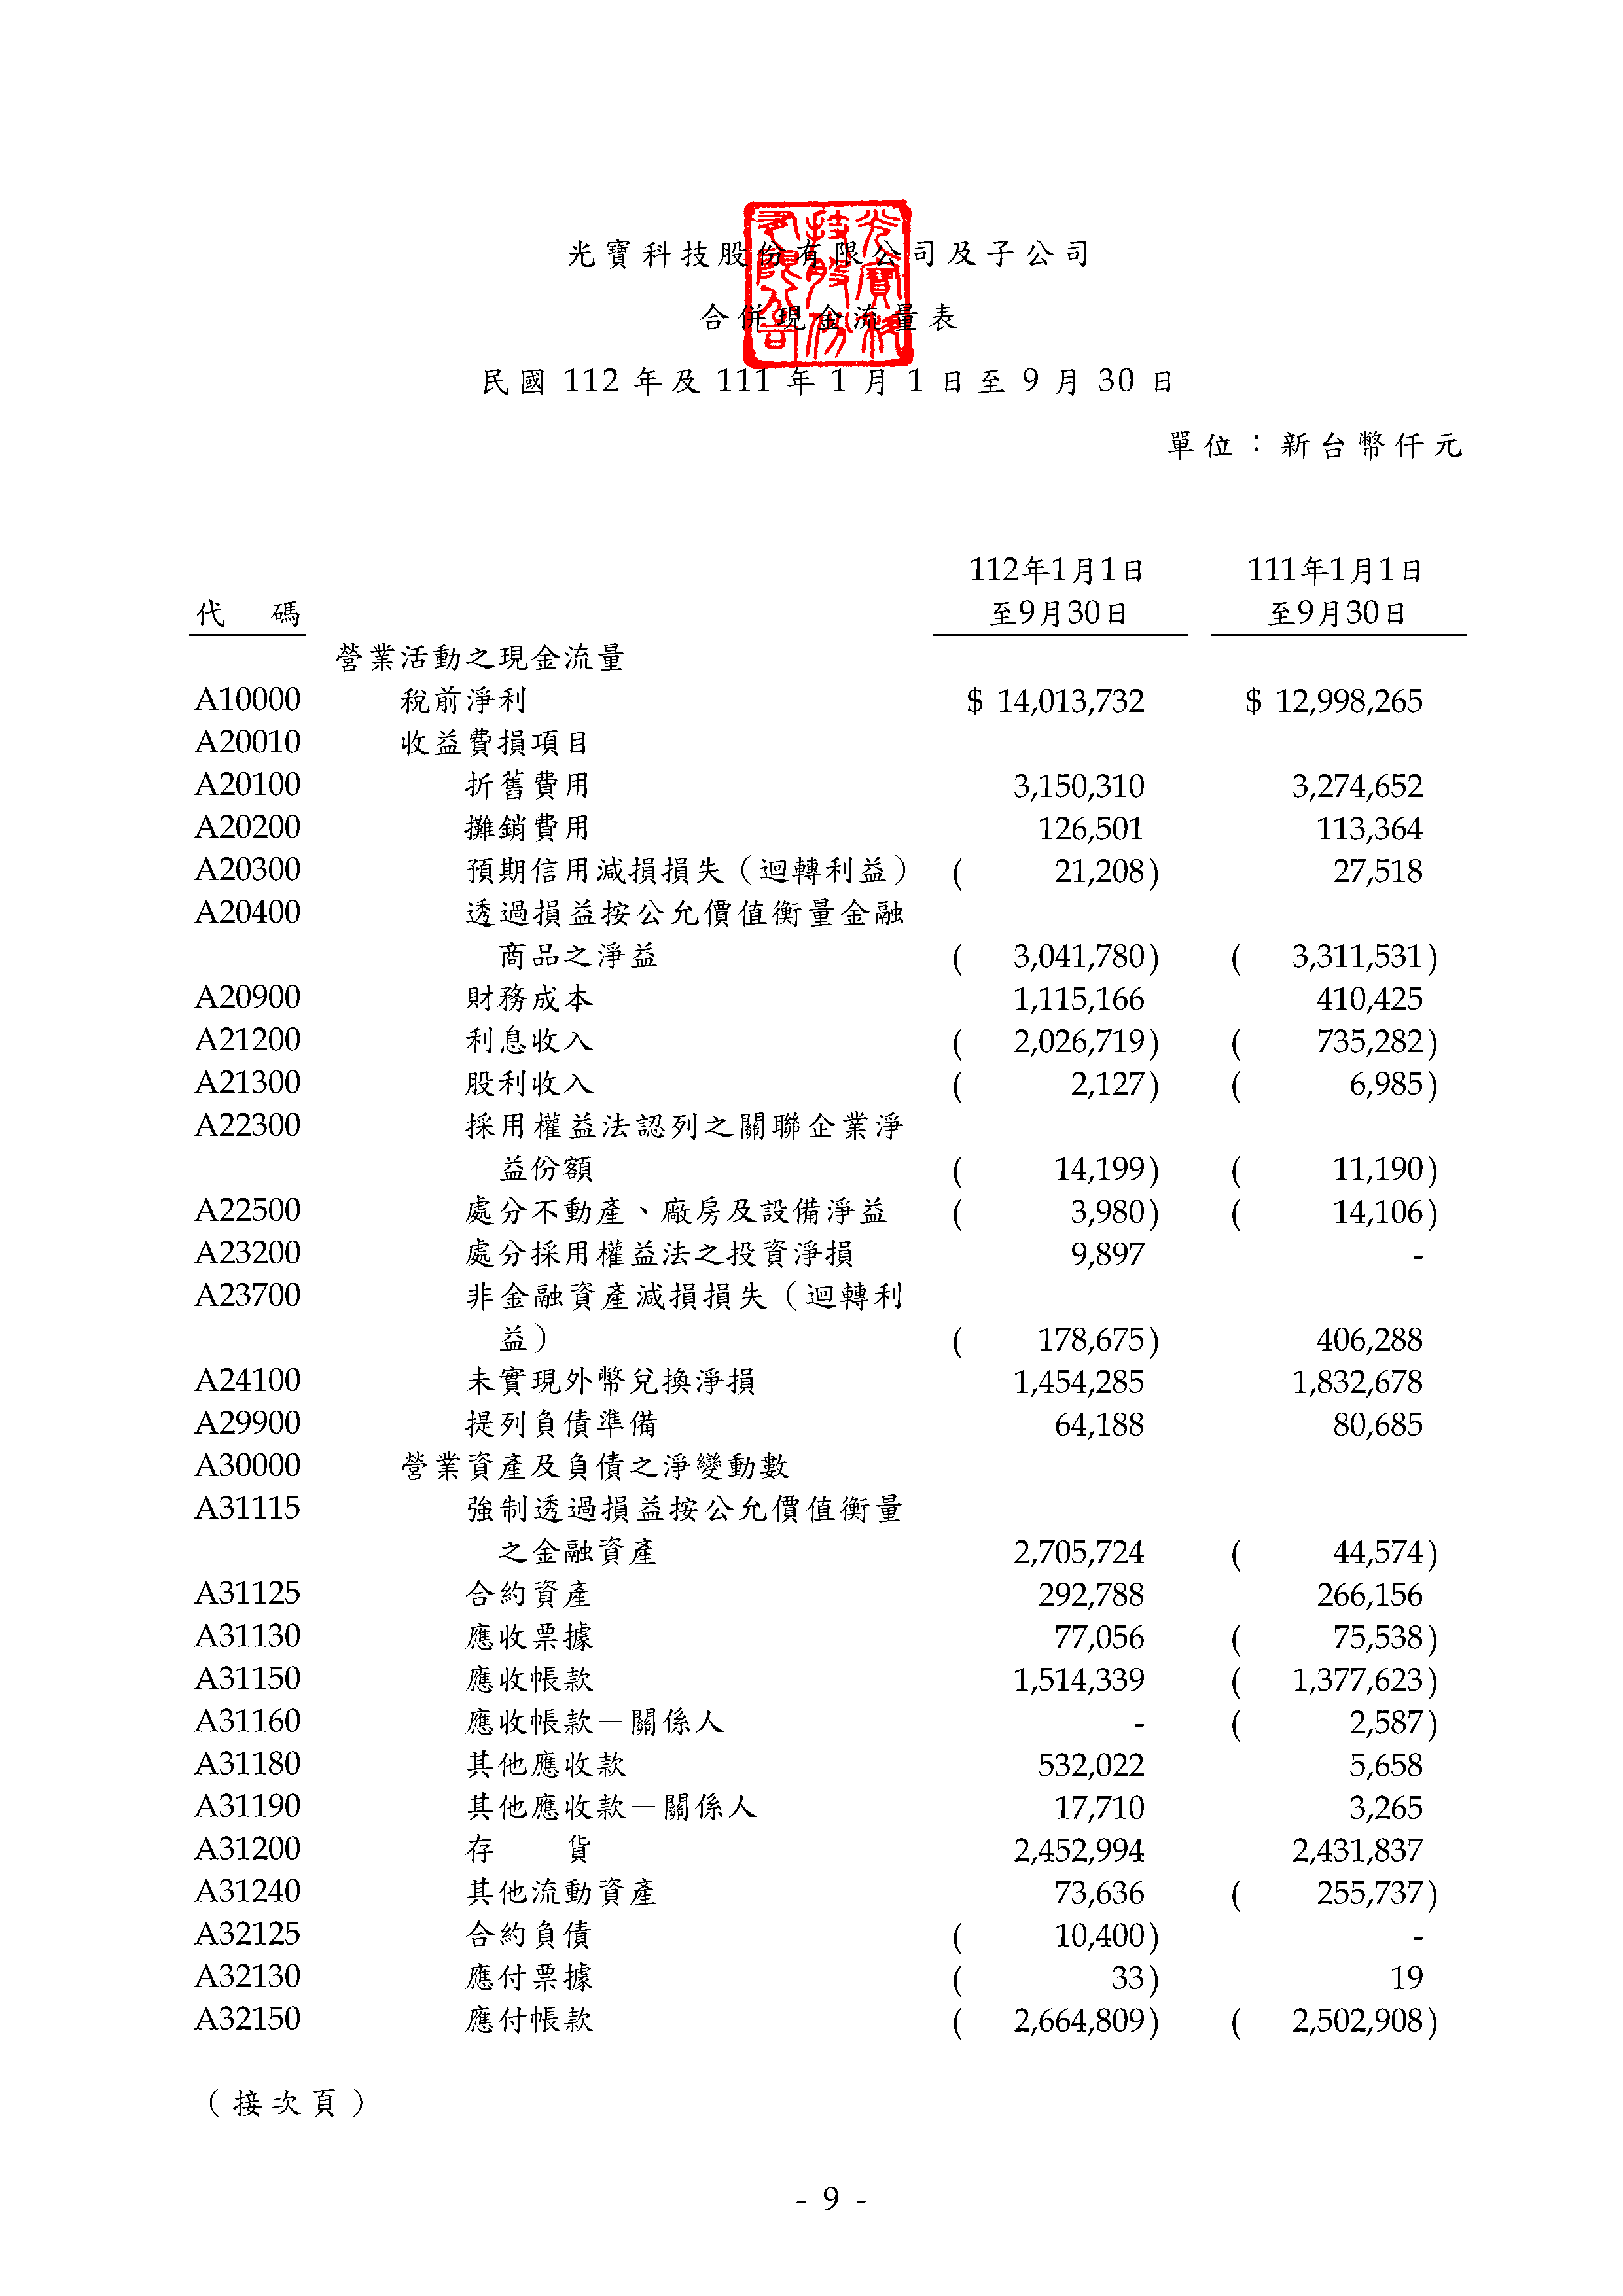 光寶科技股份有限公司及子公司
合併現金流量表
民國 112 年及 111 年 1 月 1 日至 9 月 30 日
單位：新台幣仟元
112年1月1日 111年1月1日
代 碼 至9月30日 至9月30日
營業活動之現金流量
A10000 稅前淨利 $ 14,013,732 $ 12,998,265
A20010 收益費損項目
A20100 折舊費用 3,150,310 3,274,652
A20200 攤銷費用 126,501 113,364
A20300 預期信用減損損失（迴轉利益） ( 21,208) 27,518
A20400 透過損益按公允價值衡量金融
商品之淨益 ( 3,041,780) ( 3,311,531)
A20900 財務成本 1,115,166 410,425
A21200 利息收入 ( 2,026,719) ( 735,282)
A21300 股利收入 ( 2,127) ( 6,985)
A22300 採用權益法認列之關聯企業淨
益份額 ( 14,199) ( 11,190)
A22500 處分不動產、廠房及設備淨益 ( 3,980) ( 14,106)
A23200 處分採用權益法之投資淨損 9,897 -
A23700 非金融資產減損損失（迴轉利
益） ( 178,675) 406,288
A24100 未實現外幣兌換淨損 1,454,285 1,832,678
A29900 提列負債準備 64,188 80,685
A30000 營業資產及負債之淨變動數
A31115 強制透過損益按公允價值衡量
之金融資產 2,705,724 ( 44,574)
A31125 合約資產 292,788 266,156
A31130 應收票據 77,056 ( 75,538)
A31150 應收帳款 1,514,339 ( 1,377,623)
A31160 應收帳款－關係人 - ( 2,587)
A31180 其他應收款 532,022 5,658
A31190 其他應收款－關係人 17,710 3,265
A31200 存 貨 2,452,994 2,431,837
A31240 其他流動資產 73,636 ( 255,737)
A32125 合約負債 ( 10,400) -
A32130 應付票據 ( 33) 19
A32150 應付帳款 ( 2,664,809) ( 2,502,908)
（接次頁）
- 9 -